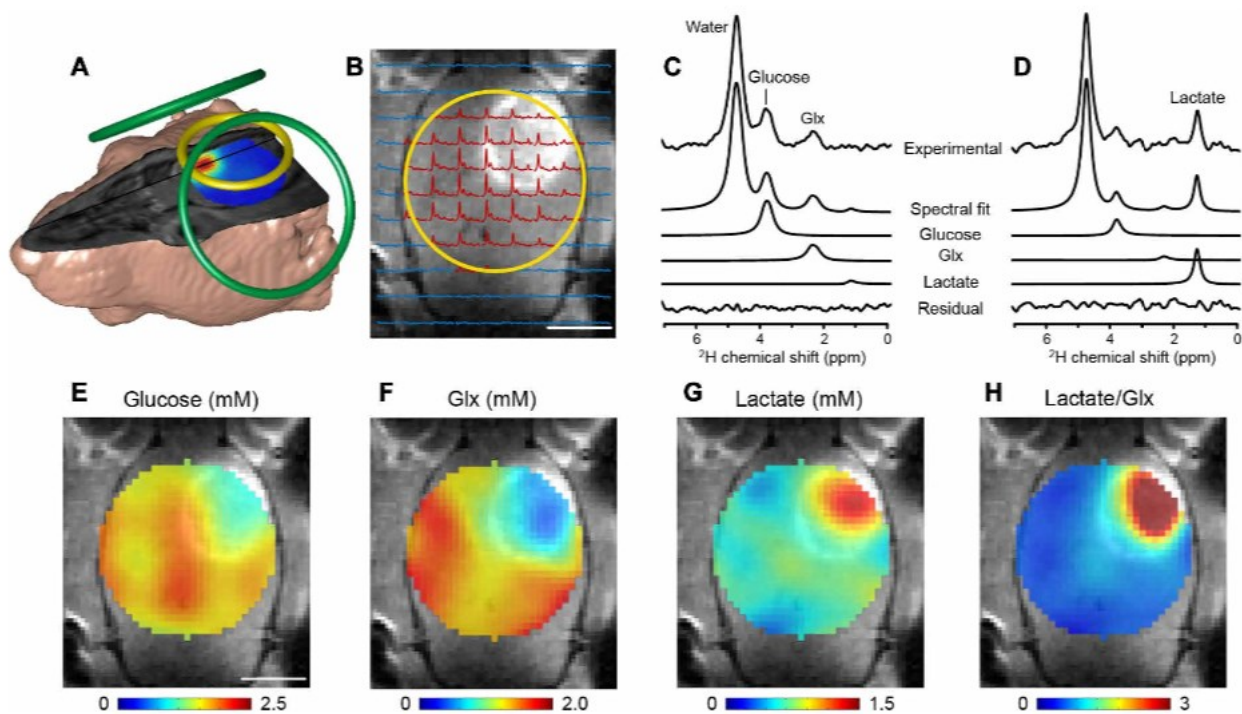 A
B
C
D
Water
Glucose
Glx
Lactate
Experimental
Spectral fit
Glucose
Glx
Lactate
Residual
6 4 2 0
6 4 2 0
²H chemical shift (ppm)
²H chemical shift (ppm)
E
Glucose (mM)
F
Glx (mM)
G
Lactate (mM)
H
Lactate/Glx
0 2.5
0 2.0
0 1.5
0 3